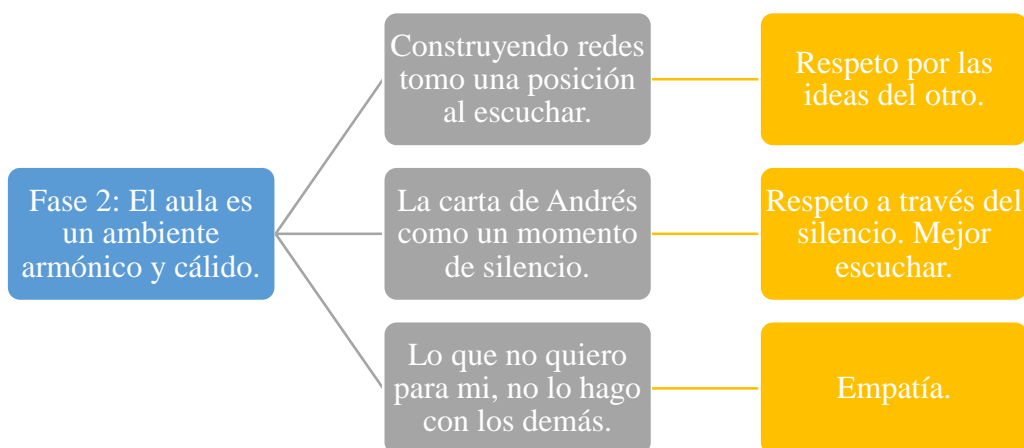 Fase 2: El aula es
un ambiente
armónico y cálido.
Construyendo redes
tomo una posición
al escuchar.
Respeto por las
ideas del otro.
La carta de Andrés
como un momento
de silencio.
Respeto a través del
silencio. Mejor
escuchar.
Lo que no quiero
para mi, no lo hago
con los demás.
Empatía.